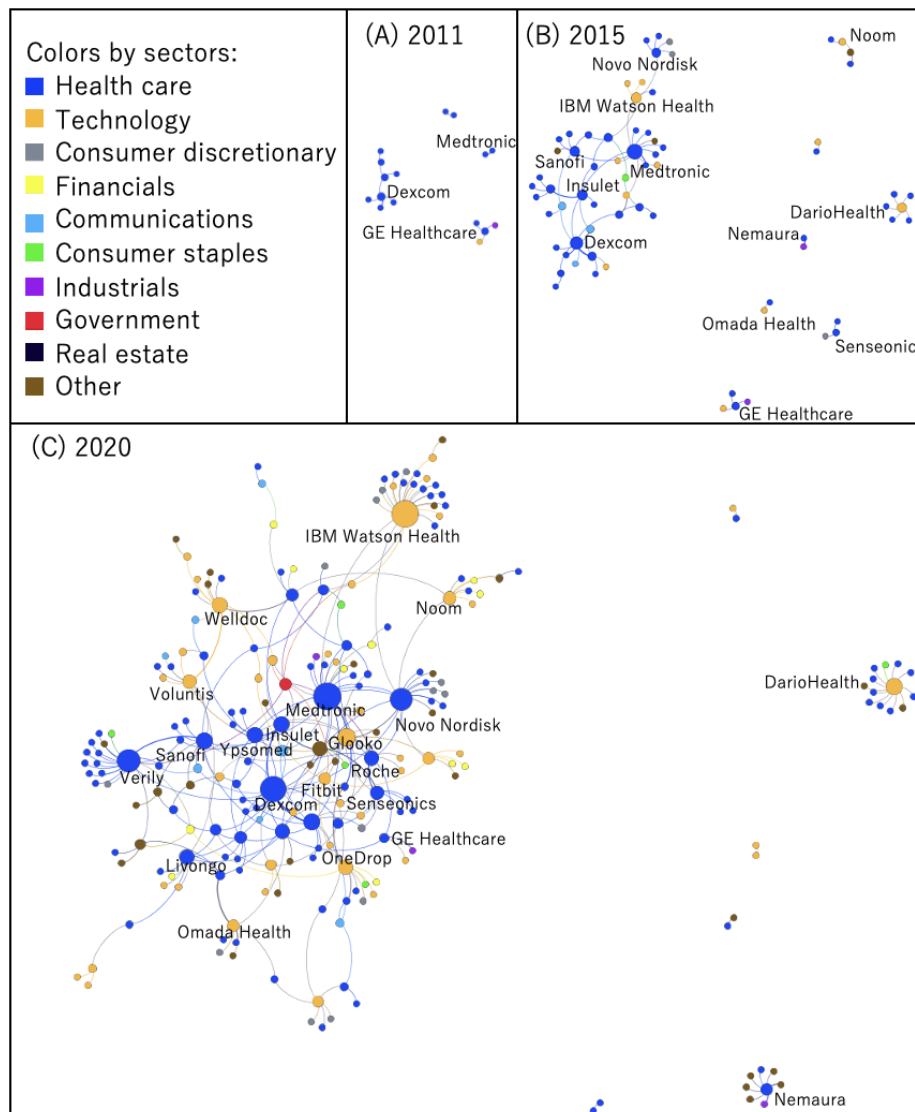 Colors by sectors:
Health care
Technology
Consumer discretionary
Financials
Communications
Consumer staples
Industrials
Government
Real estate
Other
(A) 2011
Medtronic
Dexcom
GE Healthcare
(B) 2015
Noom
Novo Nordisk
IBM Watson Health
Sanofi
Medtronic
Insulet
DarioHealth
Dexcom
Nemaura
Omada Health
Senseonic
GE Healthcare
(C) 2020
IBM Watson Health
Noom
Welldoc
Voluntis
DarioHealth
Medtronic
Novo Nordisk
Insulet
Glooko
Sanofi
Ypsomed
Roche
Verily
Fitbit
Dexcom
Senseonics
GE Healthcare
Livongo
OneDrop
Omada Health
Nemaura